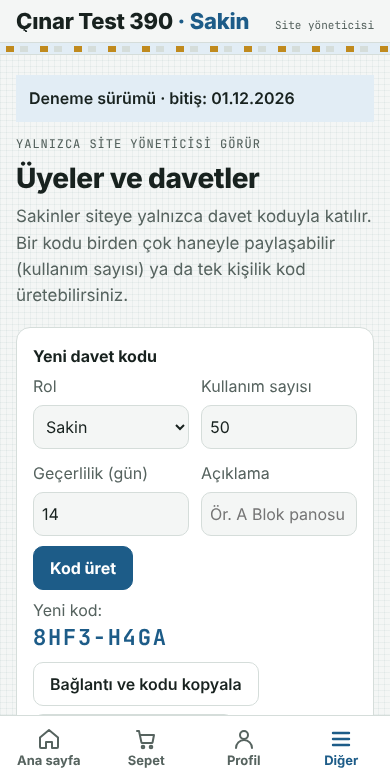 Çınar Test 390 · Sakin
Site yöneticisi
Deneme sürümü · bitiş: 01.12.2026
YALNIZCA SİTE YÖNETİCİSİ GÖRÜR
Üyeler ve davetler
Sakinler siteye yalnızca davet koduyla katılır.
Bir kodu birden çok haneyle paylaşabilir
(kullanım sayısı) ya da tek kişilik kod
üretebilirsiniz.
Yeni davet kodu
Rol
Kullanım sayısı
Sakin
50
Geçerlilik (gün)
Açıklama
14
Ör. A Blok panosu
Kod üret
Yeni kod:
8HF3-H4GA
Bağlantı ve kodu kopyala
Ana sayfa
Sepet
Profil
Diğer